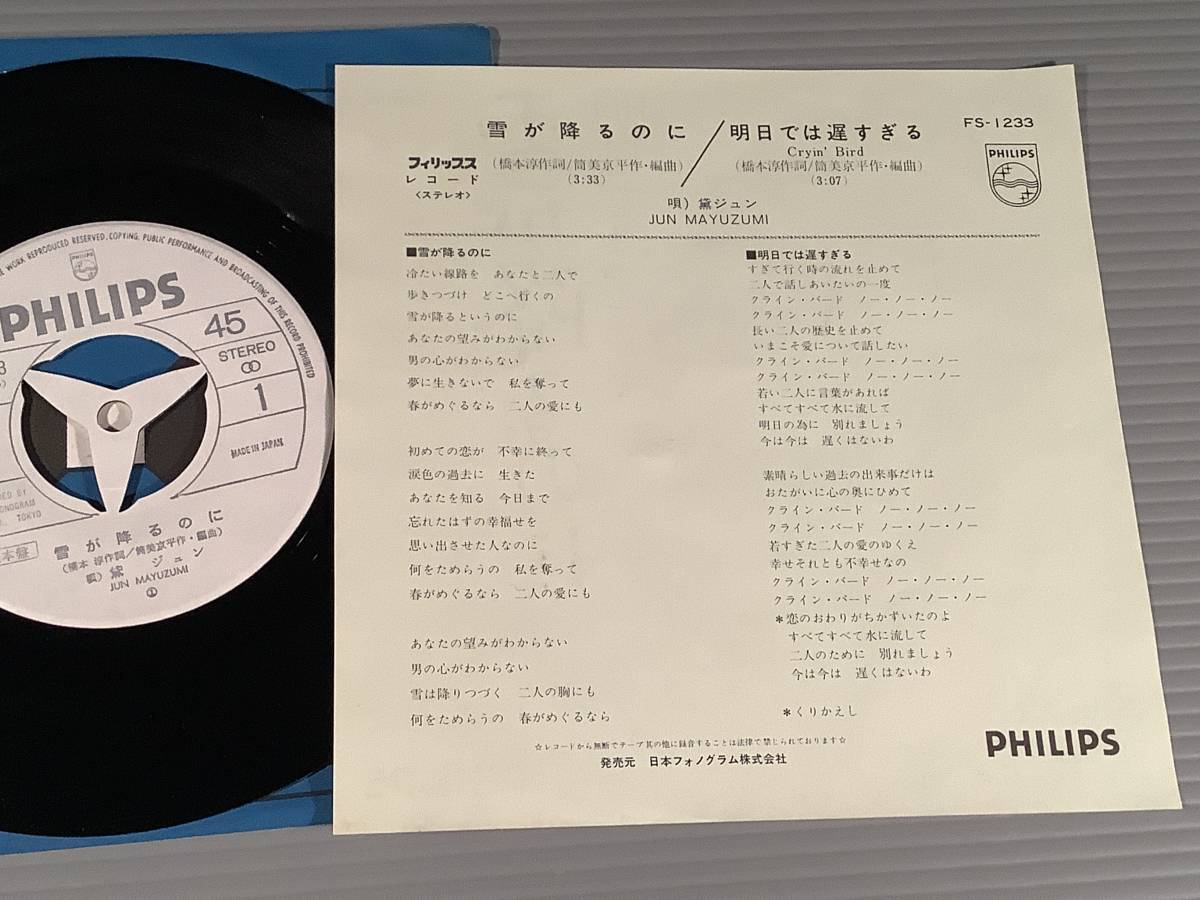 雪が降るのに／明日では遅すぎる
FS-1233
フィリップス
レコード
〈ステレオ〉
(橋本淳作詞/筒美京平作・編曲)
(3:33)
Cryin' Bird
(橋本淳作詞/筒美京平作・編曲)
(3:07)
PHILIPS
唄) 黛ジュン
JUN MAYUZUMI
■雪が降るのに
冷たい線路を　あなたと二人で
歩きつづけ　どこへ行くの
雪が降るというのに
あなたの望みがわからない
男の心がわからない
夢に生きないで　私を奪って
春がめぐるなら　二人の愛にも
初めての恋が　不幸に終って
涙色の過去に　生きた
あなたを知る　今日まで
忘れたはずの幸福せを
思い出させた人なのに
何をためらうの　私を奪って
春がめぐるなら　二人の愛にも
あなたの望みがわからない
男の心がわからない
雪は降りつづく　二人の胸にも
何をためらうの　春がめぐるなら
■明日では遅すぎる
すぎて行く時の流れを止めて
二人で話しあいたいの一度
クライン・バード　ノー・ノー・ノー
クライン・バード　ノー・ノー・ノー
長い二人の歴史を止めて
いまこそ愛について話したい
クライン・バード　ノー・ノー・ノー
クライン・バード　ノー・ノー・ノー
若い二人に言葉があれば
すべてすべて水に流して
明日の為に　別れましょう
今は今は　遅くはないわ
素晴らしい過去の出来事だけは
おたがいに心の奥にひめて
クライン・バード　ノー・ノー・ノー
クライン・バード　ノー・ノー・ノー
若すぎた二人の愛のゆくえ
幸せそれとも不幸せなの
クライン・バード　ノー・ノー・ノー
クライン・バード　ノー・ノー・ノー
＊恋のおわりがちかずいたのよ
すべてすべて水に流して
二人のために　別れましょう
今は今は　遅くはないわ
＊くりかえし
☆レコードから無断でテープ其の他に録音することは法律で禁じられております☆
発売元　日本フォノグラム株式会社
PHILIPS
WORK REPRODUCED RESERVED. COPYING, PUBLIC PERFORMANCE AND BROADCASTING OF THIS RECORD PROHIBITED
PHILIPS
PHILIPS
45
STEREO
1
MADE IN JAPAN
TOKYO
本盤
雪が降るのに
(橋本 淳作詞/筒美京平作・編曲)
唄) 黛 ジュン
JUN MAYUZUMI
①